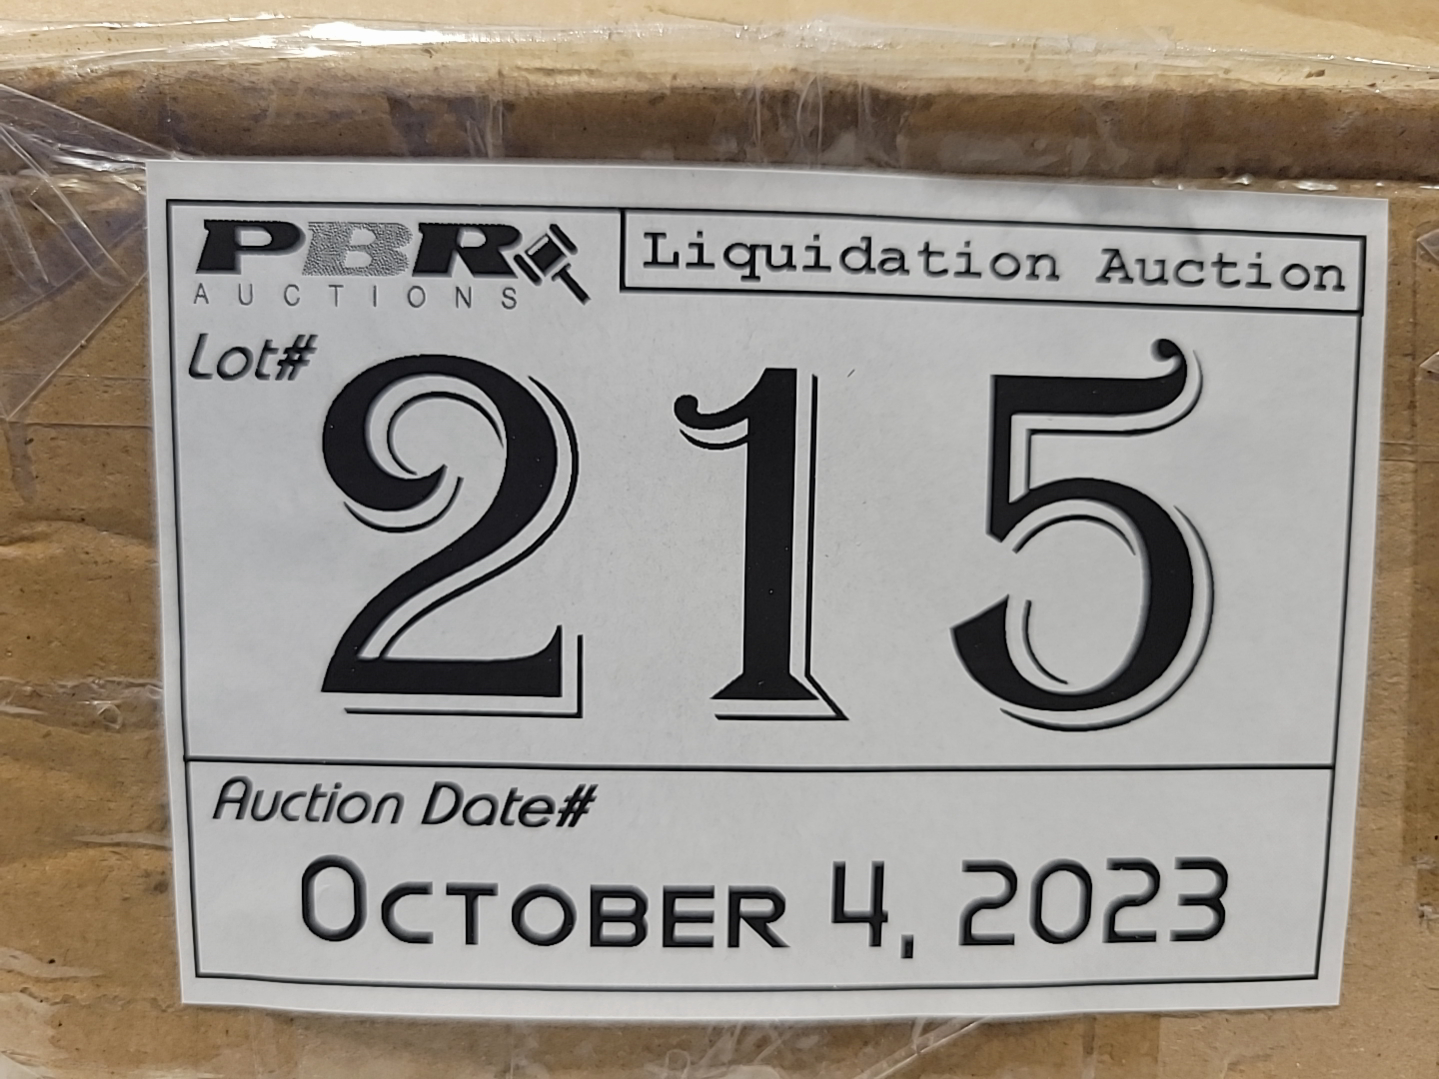 PBR
AUCTIONS
Liquidation Auction
Lot#
215
Auction Date#
October 4, 2023